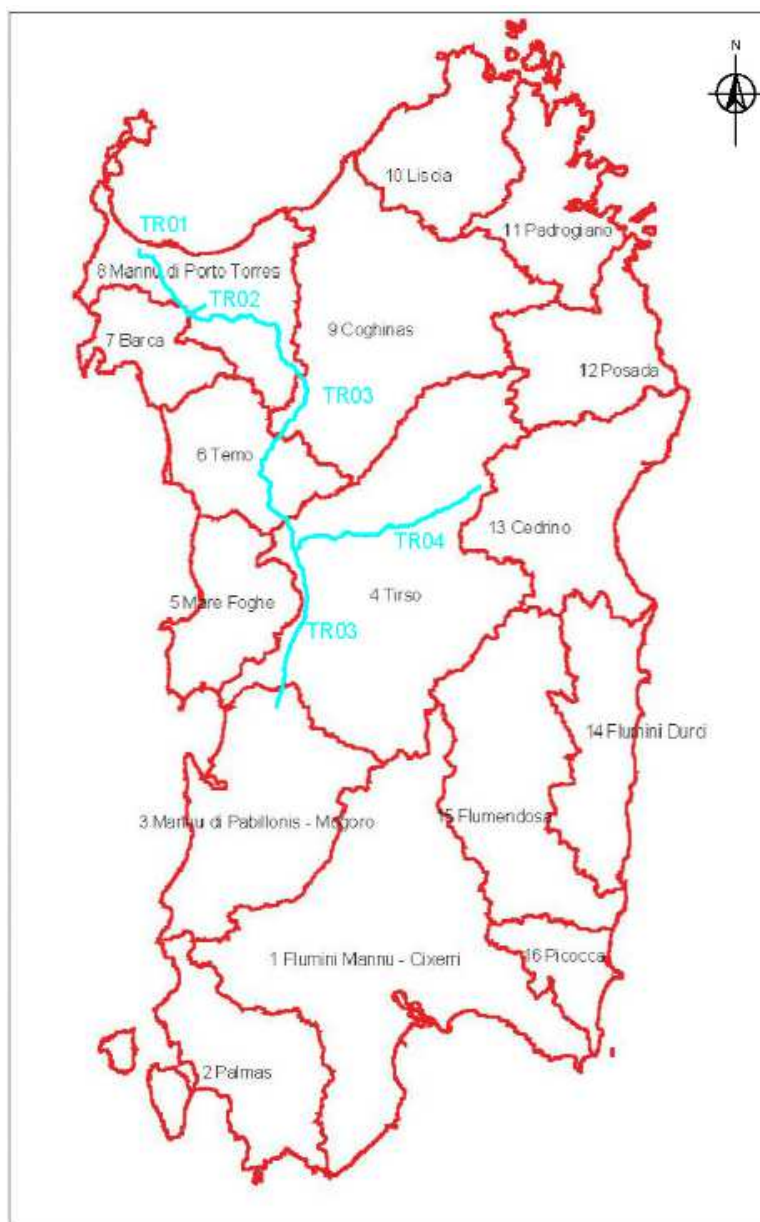 N
10 Liscia
TR01
11 Padrogiano
8 Mannu di Porto Torres
TR02
7 Barca
9 Coghinas
12 Posada
TR03
6 Temo
13 Cedrino
TR04
4 Tirso
5 Mare Foghe
TR03
14 Flumini Durci
3 Mannu di Pabillonis - Mogoro
15 Flumendosa
1 Flumini Mannu - Cixerri
16 Picocca
2 Palmas